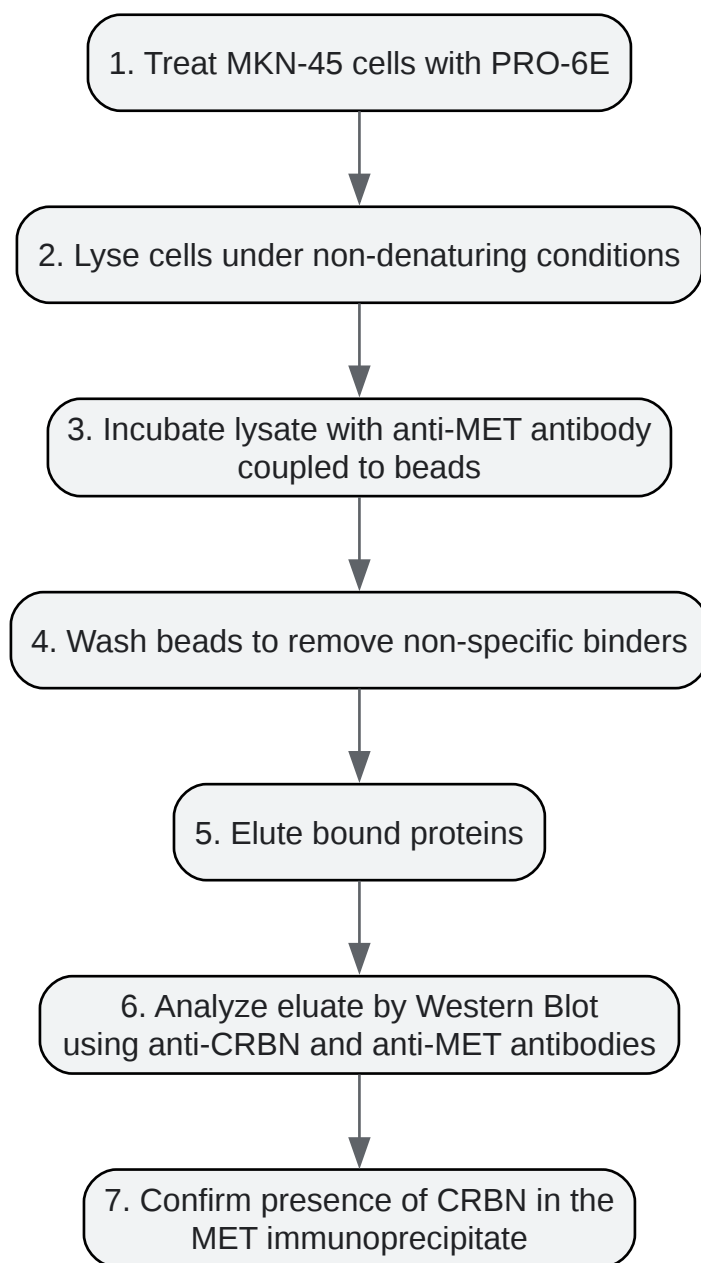 1. Treat MKN-45 cells with PRO-6E
2. Lyse cells under non-denaturing conditions
3. Incubate lysate with anti-MET antibody
coupled to beads
4. Wash beads to remove non-specific binders
5. Elute bound proteins
6. Analyze eluate by Western Blot
using anti-CRBN and anti-MET antibodies
7. Confirm presence of CRBN in the
MET immunoprecipitate